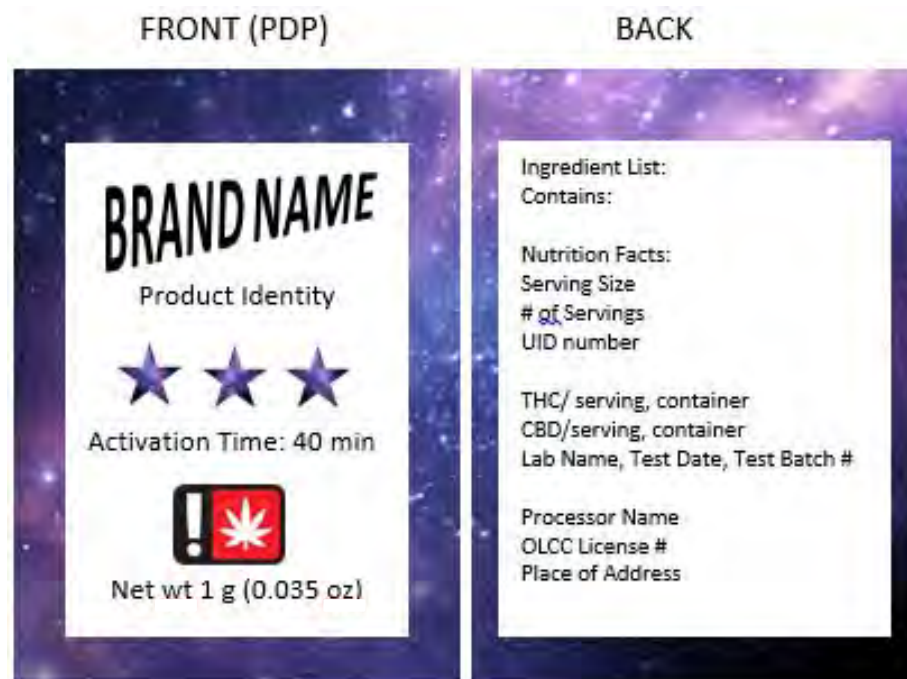 FRONT (PDP)
BRAND NAME
Product Identity
Activation Time: 40 min
!
Net wt 1 g (0.035 oz)
BACK
Ingredient List:
Contains:
Nutrition Facts:
Serving Size
# of Servings
UID number
THC/ serving, container
CBD/serving, container
Lab Name, Test Date, Test Batch #
Processor Name
OLCC License #
Place of Address